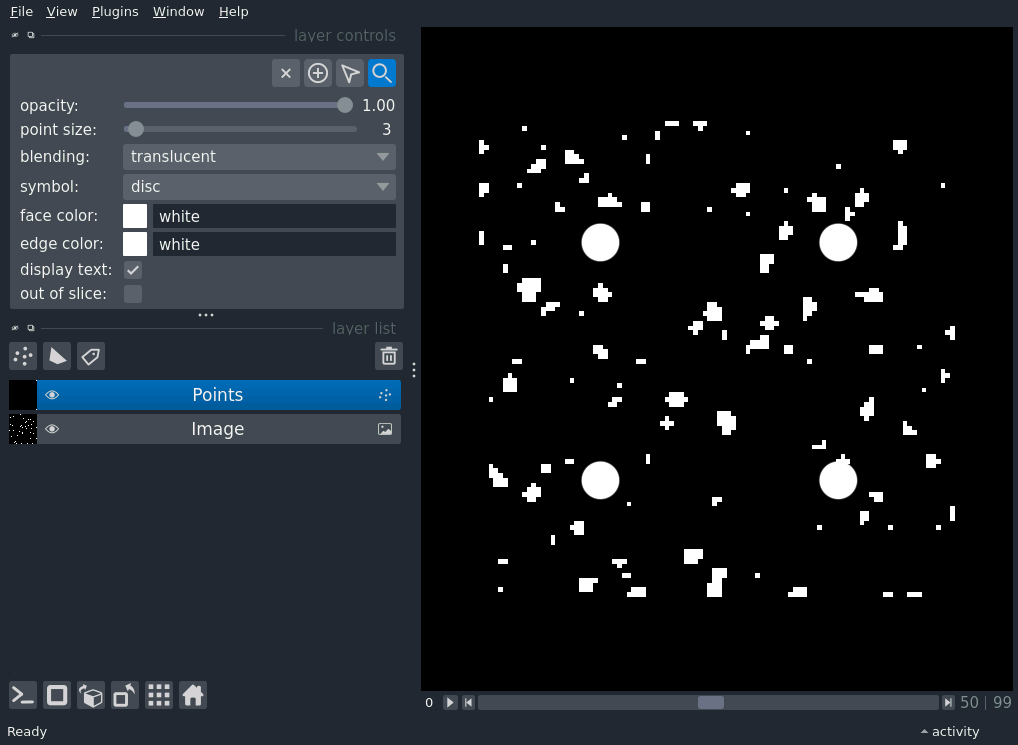 File View Plugins Window Help
layer controls
opacity: 1.00
point size: 3
blending: translucent
symbol: disc
face color: white
edge color: white
display text:
out of slice:
layer list
Points
Image
0 50 | 99
Ready activity